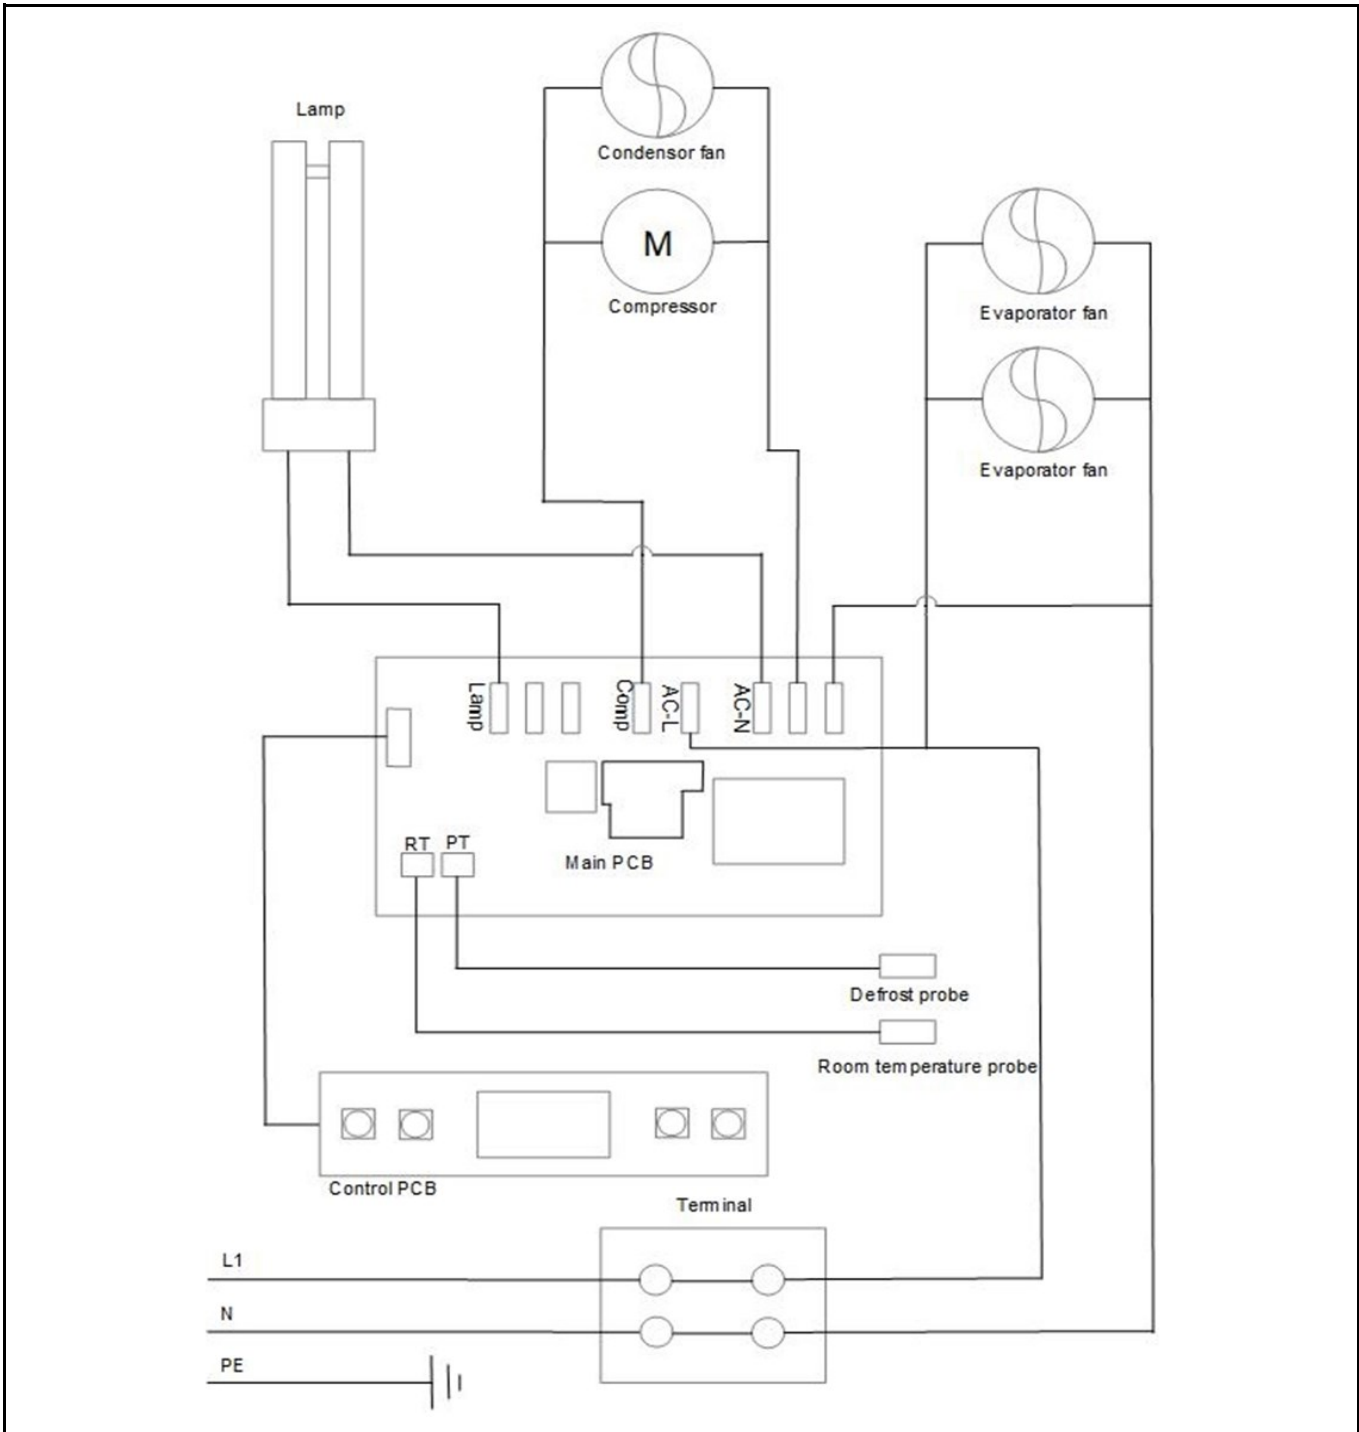 Lamp
Condensor fan
M
Compressor
Evaporator fan
Evaporator fan
Lamp
Comp
AC-L
AC-N
RT PT
Main PCB
Defrost probe
Room temperature probe
Control PCB
Terminal
L1
N
PE